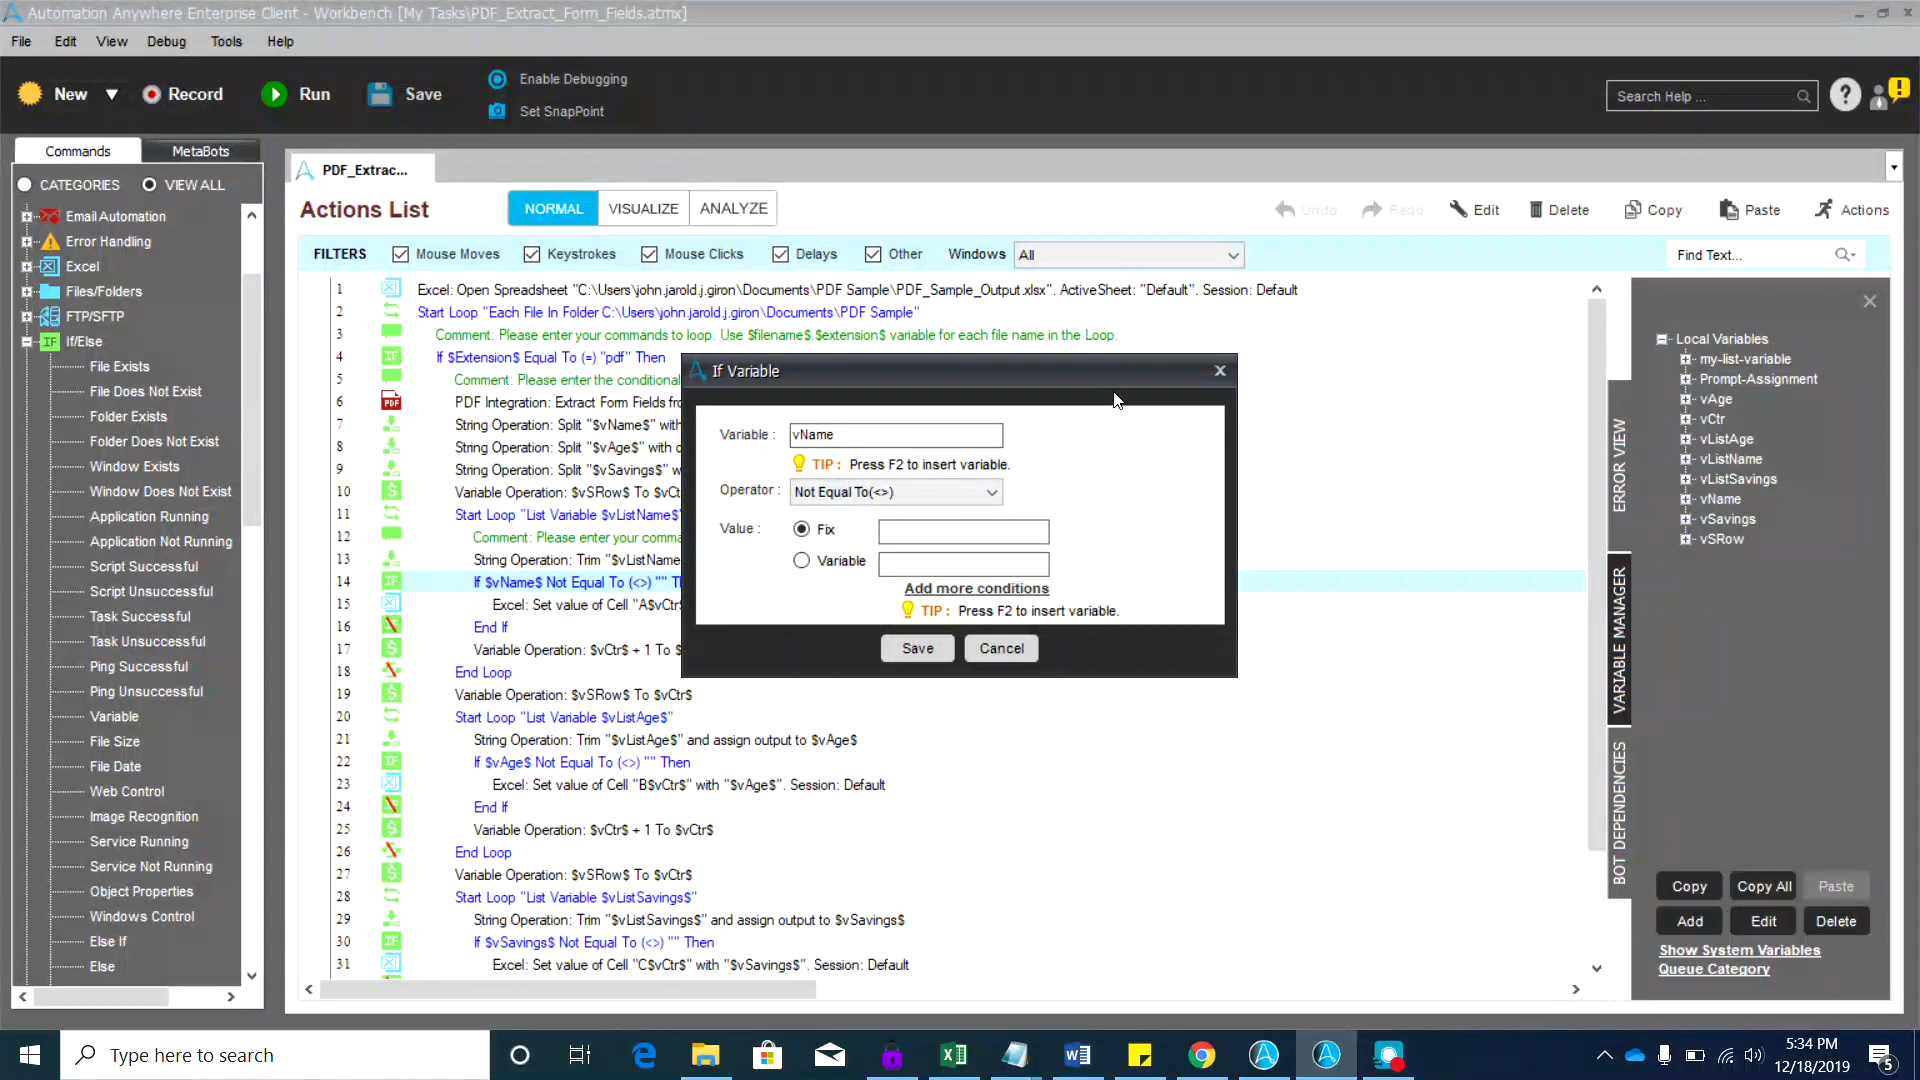 Automation Anywhere Enterprise Client - Workbench [My Tasks\PDF_Extract_Form_Fields.atmx]
File Edit View Debug Tools Help
New Record Run Save
Enable Debugging
Set SnapPoint
Search Help ...
Commands MetaBots
CATEGORIES VIEW ALL
Email Automation
Error Handling
Excel
Files/Folders
FTP/SFTP
If/Else
File Exists
File Does Not Exist
Folder Exists
Folder Does Not Exist
Window Exists
Window Does Not Exist
Application Running
Application Not Running
Script Successful
Script Unsuccessful
Task Successful
Task Unsuccessful
Ping Successful
Ping Unsuccessful
Variable
File Size
File Date
Web Control
Image Recognition
Service Running
Service Not Running
Object Properties
Windows Control
Else If
Else
PDF_Extrac...
Actions List
NORMAL VISUALIZE ANALYZE
Undo Redo Edit Delete Copy Paste Actions
FILTERS Mouse Moves Keystrokes Mouse Clicks Delays Other Windows All
Find Text...
1 Excel: Open Spreadsheet "C:\Users\john.jarold.j.giron\Documents\PDF Sample\PDF_Sample_Output.xlsx". ActiveSheet: "Default". Session: Default
2 Start Loop "Each File In Folder C:\Users\john.jarold.j.giron\Documents\PDF Sample"
3 Comment: Please enter your commands to loop. Use $filename$.$extension$ variable for each file name in the Loop.
4 If $Extension$ Equal To (=) "pdf" Then
5 Comment: Please enter the conditional
6 PDF Integration: Extract Form Fields fro
7 String Operation: Split "$vName$" with
8 String Operation: Split "$vAge$" with c
9 String Operation: Split "$vSavings$" w
10 Variable Operation: $vSRow$ To $vCt
11 Start Loop "List Variable $vListName$"
12 Comment: Please enter your comma
13 String Operation: Trim "$vListName
14 If $vName$ Not Equal To (<>) "" T
15 Excel: Set value of Cell "A$vCtr$
16 End If
17 Variable Operation: $vCtr$ + 1 To $
18 End Loop
19 Variable Operation: $vSRow$ To $vCtr$
20 Start Loop "List Variable $vListAge$"
21 String Operation: Trim "$vListAge$" and assign output to $vAge$
22 If $vAge$ Not Equal To (<>) "" Then
23 Excel: Set value of Cell "B$vCtr$" with "$vAge$". Session: Default
24 End If
25 Variable Operation: $vCtr$ + 1 To $vCtr$
26 End Loop
27 Variable Operation: $vSRow$ To $vCtr$
28 Start Loop "List Variable $vListSavings$"
29 String Operation: Trim "$vListSavings$" and assign output to $vSavings$
30 If $vSavings$ Not Equal To (<>) "" Then
31 Excel: Set value of Cell "C$vCtr$" with "$vSavings$". Session: Default
If Variable
Variable : vName
TIP : Press F2 to insert variable.
Operator : Not Equal To(<>)
Value : Fix
Variable
Add more conditions
TIP : Press F2 to insert variable.
Save Cancel
ERROR VIEW
VARIABLE MANAGER
BOT DEPENDENCIES
Local Variables
my-list-variable
Prompt-Assignment
vAge
vCtr
vListAge
vListName
vListSavings
vName
vSavings
vSRow
Copy Copy All Paste
Add Edit Delete
Show System Variables
Queue Category
Type here to search
5:34 PM
12/18/2019
5